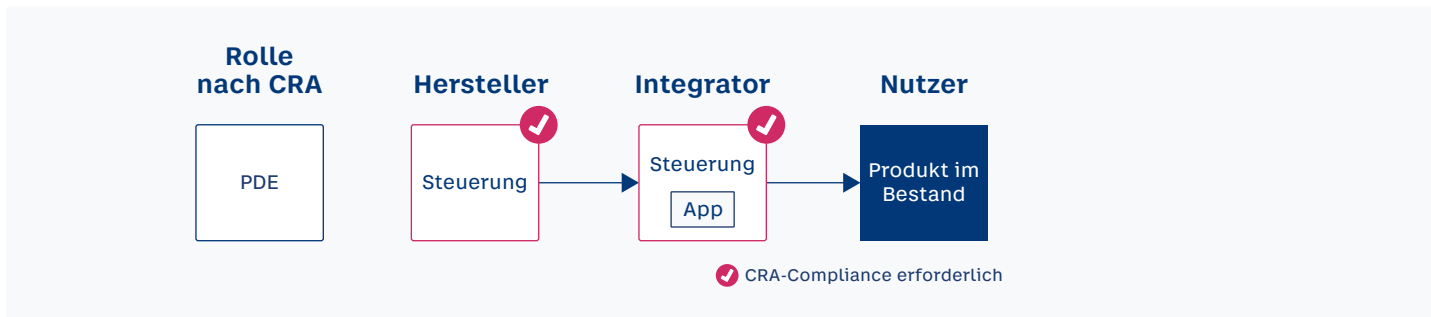 Rolle
nach CRA
Hersteller
Integrator
Nutzer
PDE
Steuerung
Steuerung
App
Produkt im
Bestand
CRA-Compliance erforderlich